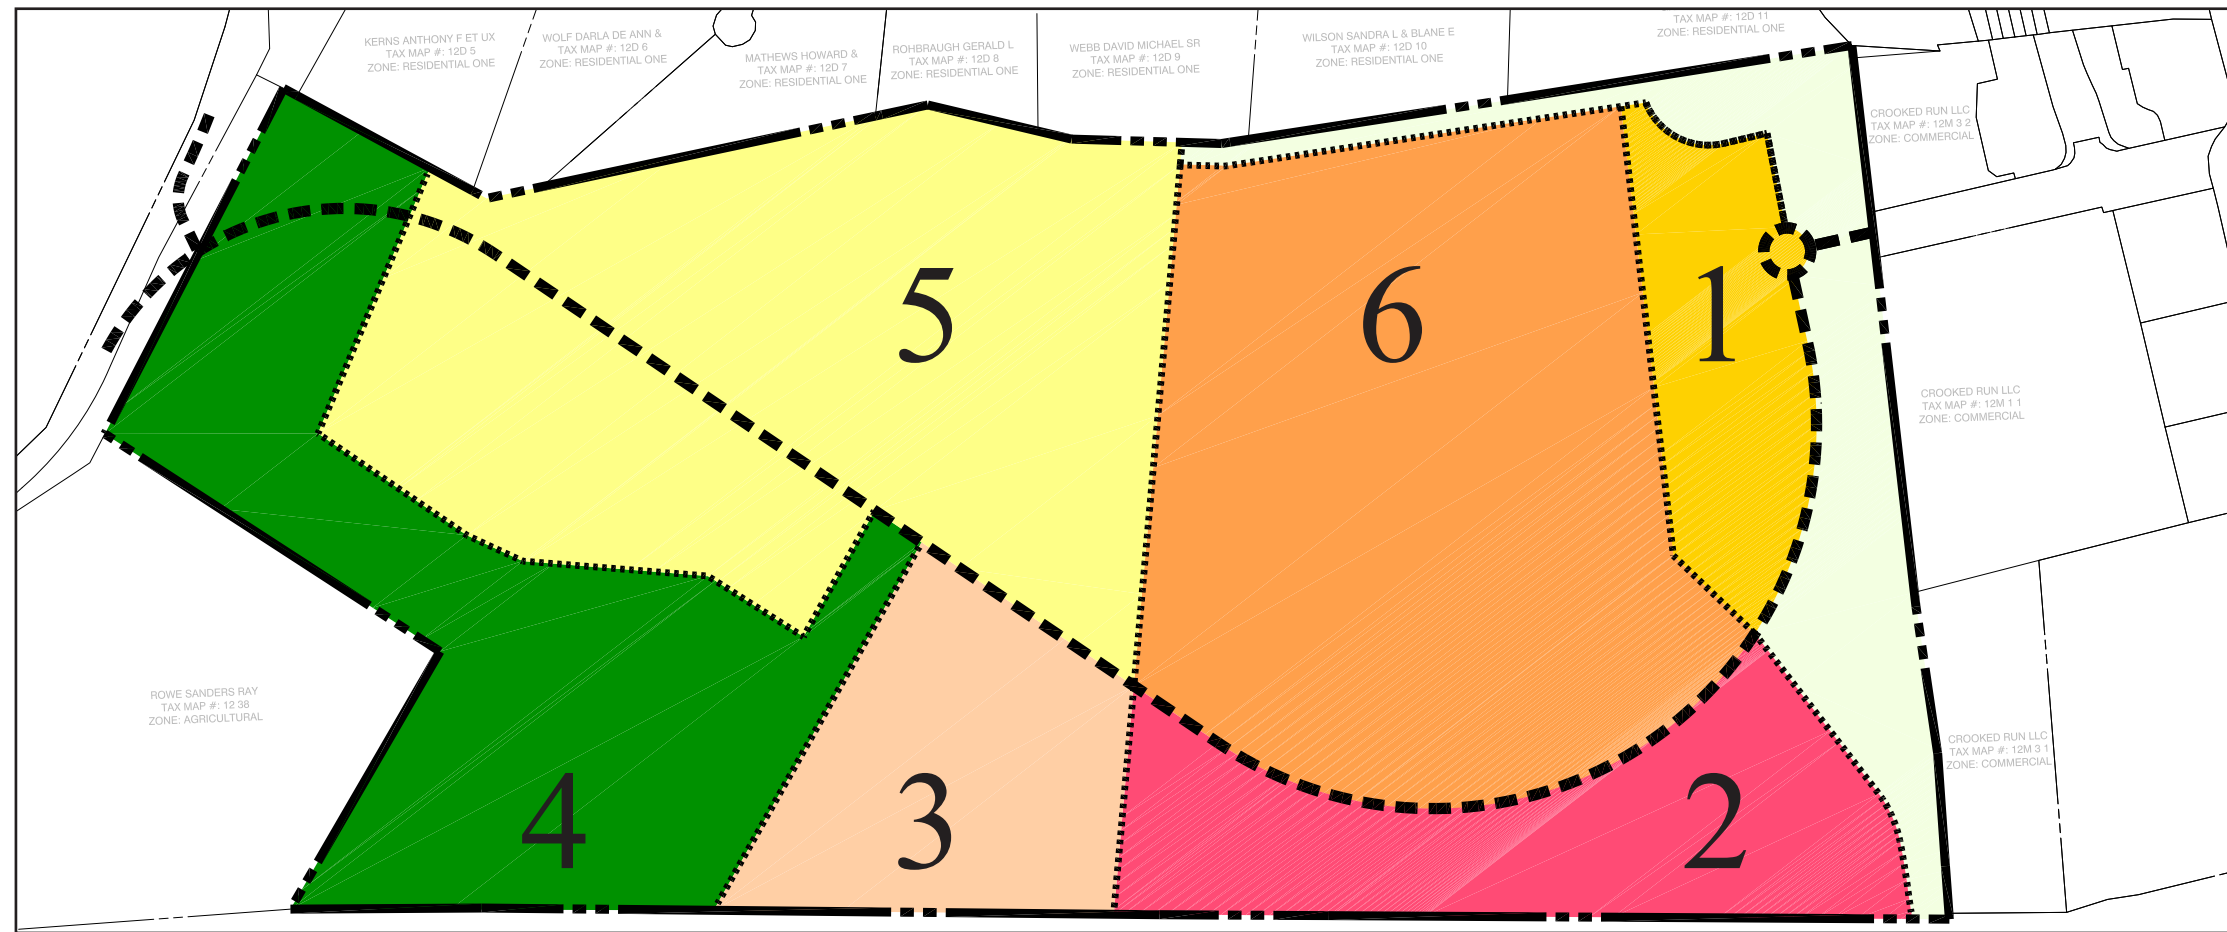 KERNS ANTHONY F ET UX
TAX MAP #: 12D 5
ZONE: RESIDENTIAL ONE
WOLF DARLA DE ANN &
TAX MAP #: 12D 6
ZONE: RESIDENTIAL ONE
MATHEWS HOWARD &
TAX MAP #: 12D 7
ZONE: RESIDENTIAL ONE
ROHBRAUGH GERALD L
TAX MAP #: 12D 8
ZONE: RESIDENTIAL ONE
WEBB DAVID MICHAEL SR
TAX MAP #: 12D 9
ZONE: RESIDENTIAL ONE
WILSON SANDRA L & BLANE E
TAX MAP #: 12D 10
ZONE: RESIDENTIAL ONE
TAX MAP #: 12D 11
ZONE: RESIDENTIAL ONE
CROOKED RUN LLC
TAX MAP #: 12M 3 2
ZONE: COMMERCIAL
5
6
1
CROOKED RUN LLC
TAX MAP #: 12M 1 1
ZONE: COMMERCIAL
ROWE SANDERS RAY
TAX MAP #: 12 38
ZONE: AGRICULTURAL
CROOKED RUN LLC
TAX MAP #: 12M 3 1
ZONE: COMMERCIAL
4
3
2